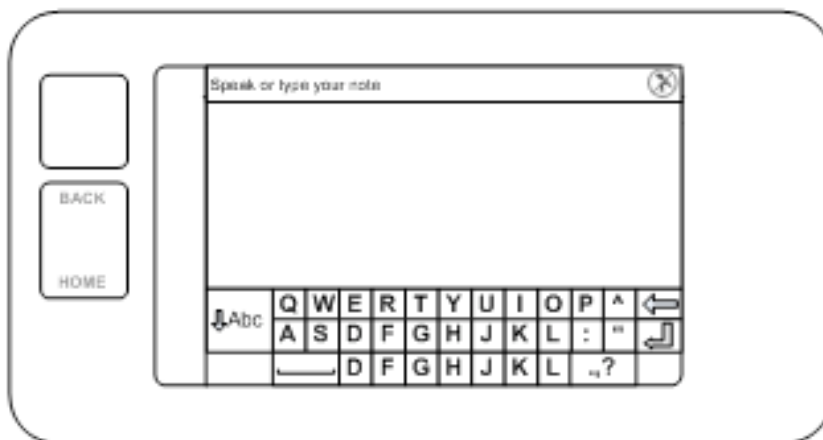 Speak or type your note
BACK
HOME
Abc
Q W E R T Y U I O P ^
A S D F G H J K L : "
D F G H J K L .,?